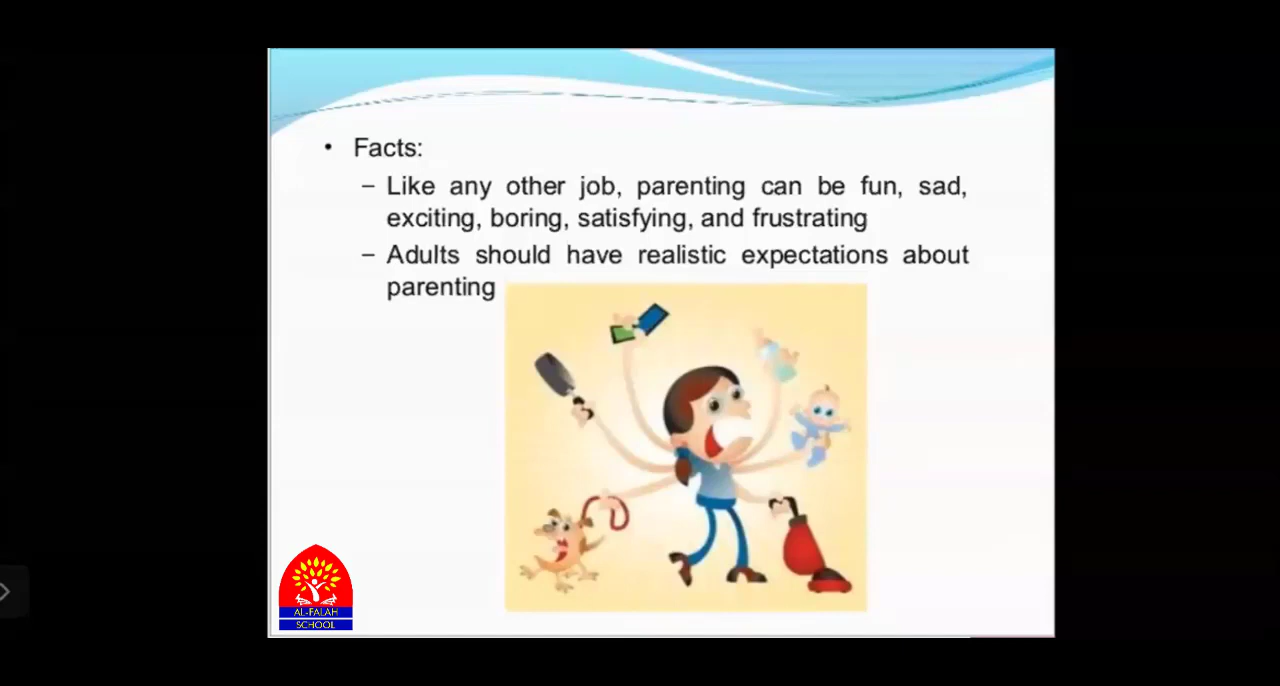 • Facts:
– Like any other job, parenting can be fun, sad,
exciting, boring, satisfying, and frustrating
– Adults should have realistic expectations about
parenting
AL-FALAH
SCHOOL